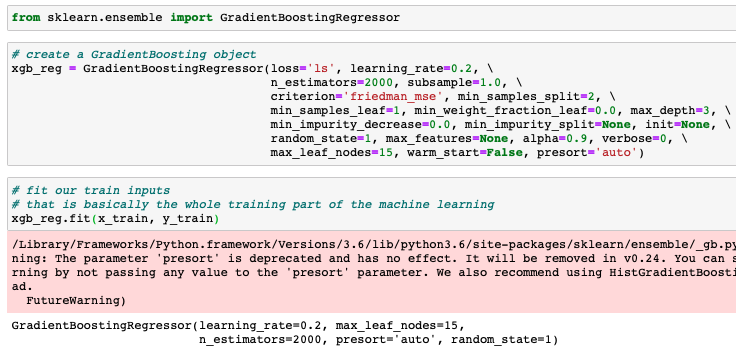 from sklearn.ensemble import GradientBoostingRegressor
# create a GradientBoosting object
xgb_reg = GradientBoostingRegressor(loss='ls', learning_rate=0.2, \
n_estimators=2000, subsample=1.0, \
criterion='friedman_mse', min_samples_split=2, \
min_samples_leaf=1, min_weight_fraction_leaf=0.0, max_depth=3, \
min_impurity_decrease=0.0, min_impurity_split=None, init=None, \
random_state=1, max_features=None, alpha=0.9, verbose=0, \
max_leaf_nodes=15, warm_start=False, presort='auto')
# fit our train inputs
# that is basically the whole training part of the machine learning
xgb_reg.fit(x_train, y_train)
/Library/Frameworks/Python.framework/Versions/3.6/lib/python3.6/site-packages/sklearn/ensemble/_gb.py
ning: The parameter 'presort' is deprecated and has no effect. It will be removed in v0.24. You can s
rning by not passing any value to the 'presort' parameter. We also recommend using HistGradientBoosti
ad.
FutureWarning)
GradientBoostingRegressor(learning_rate=0.2, max_leaf_nodes=15,
n_estimators=2000, presort='auto', random_state=1)